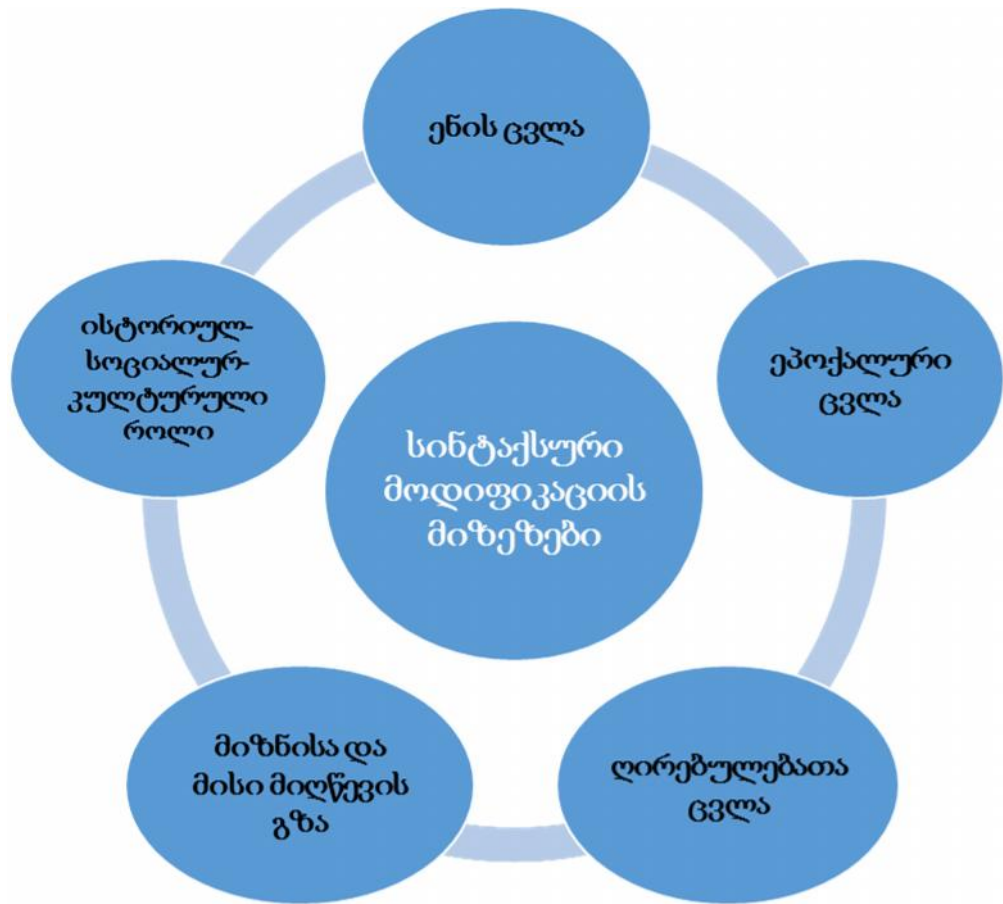 ენის ცვლა
ეპოქალური
ცვლა
ღირებულებათა
ცვლა
მიზნისა და
მისი მიღწევის
გზა
ისტორიულ-
სოციალურ-
კულტურული
როლი
სინტაქსური
მოდიფიკაციის
მიზეზები